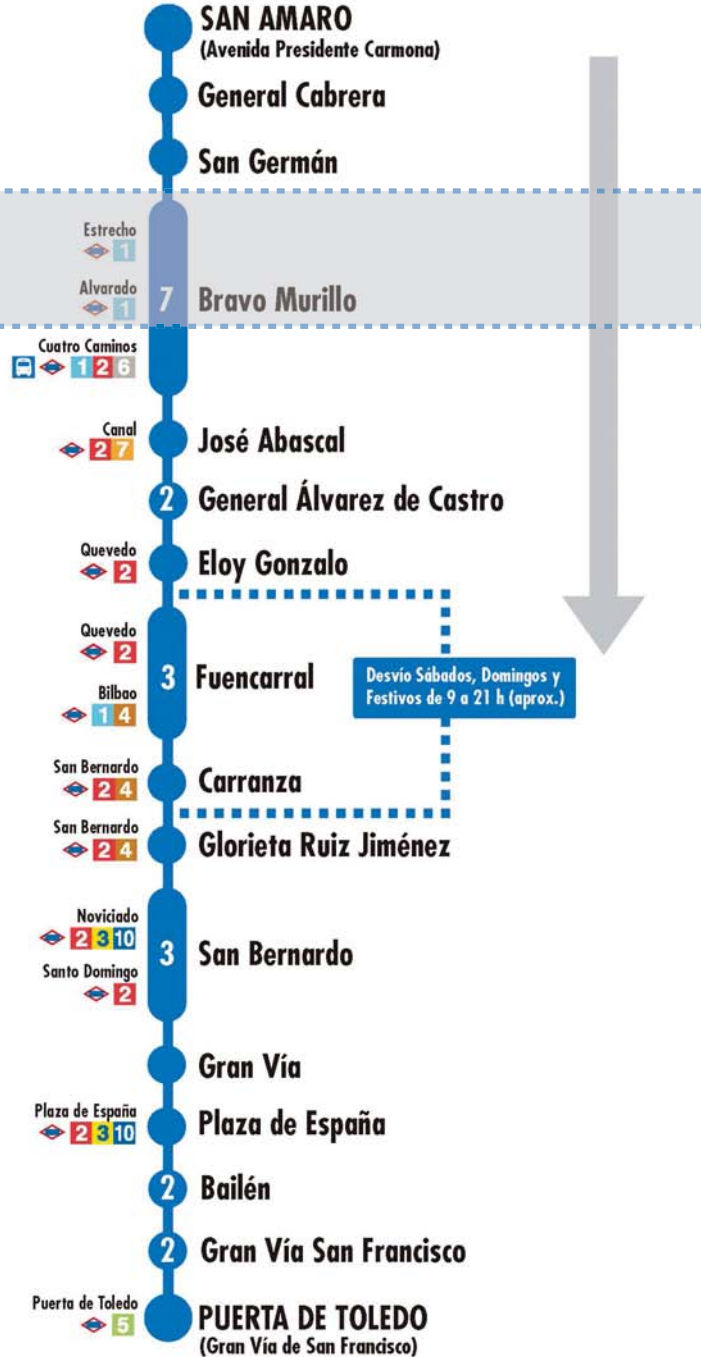 SAN AMARO
(Avenida Presidente Carmona)
General Cabrera
San Germán
Estrecho
1
Alvarado
1
7 Bravo Murillo
Cuatro Caminos
1 2 6
Canal
2 7
José Abascal
2 General Álvarez de Castro
Quevedo
2
Eloy Gonzalo
Quevedo
2
3 Fuencarral
Desvío Sábados, Domingos y
Festivos de 9 a 21 h (aprox.)
Bilbao
1 4
San Bernardo
2 4
Carranza
San Bernardo
2 4
Glorieta Ruiz Jiménez
Noviciado
2 3 10
3 San Bernardo
Santo Domingo
2
Gran Vía
Plaza de España
2 3 10
Plaza de España
2 Bailén
2 Gran Vía San Francisco
Puerta de Toledo
5
PUERTA DE TOLEDO
(Gran Vía de San Francisco)